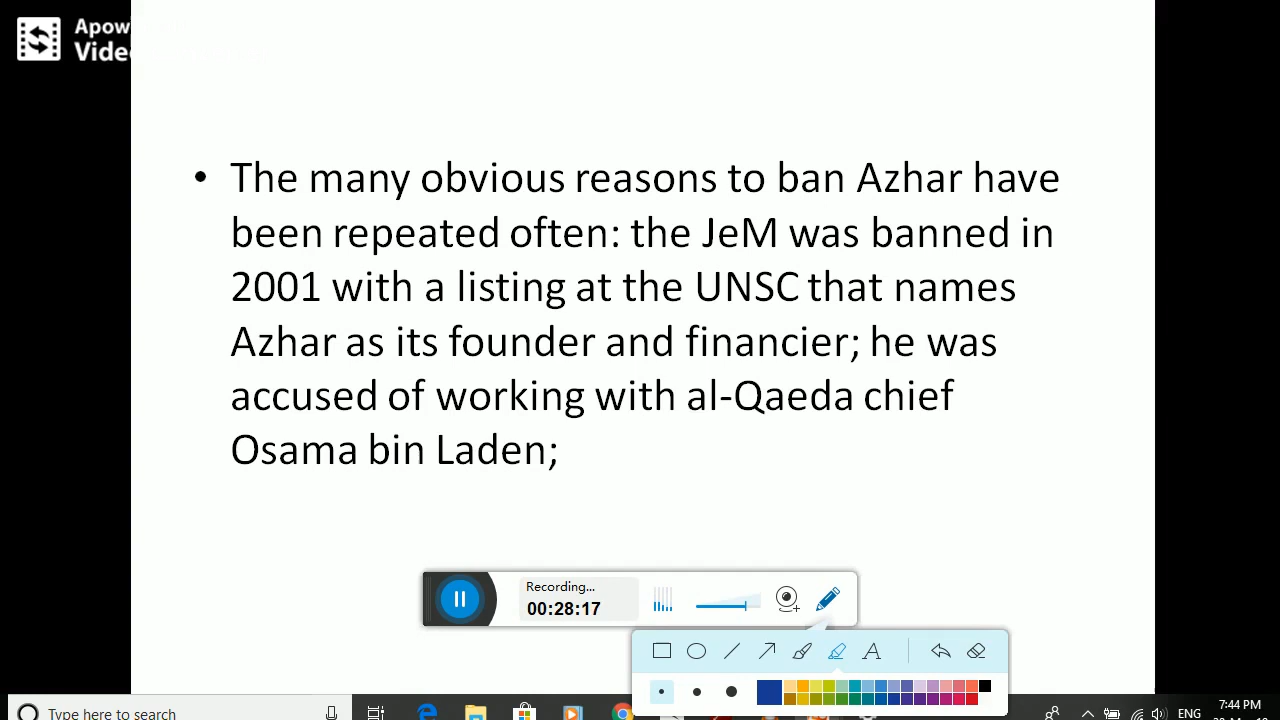 Apow
Vide
• The many obvious reasons to ban Azhar have
been repeated often: the JeM was banned in
2001 with a listing at the UNSC that names
Azhar as its founder and financier; he was
accused of working with al-Qaeda chief
Osama bin Laden;
Recording...
00:28:17
A
Type here to search
ENG
7:44 PM